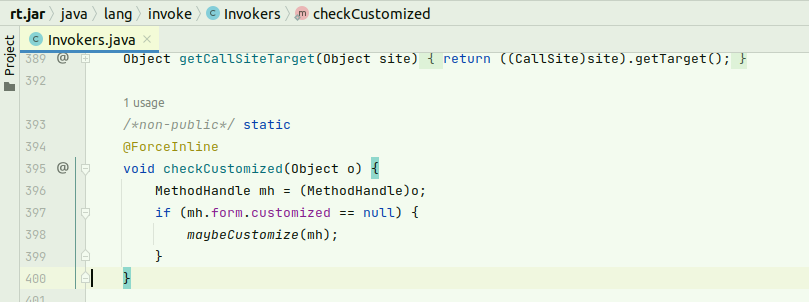 rt.jar › java › lang › invoke › Invokers › checkCustomized
Project
Invokers.java
389 @ Object getCallSiteTarget(Object site) { return ((CallSite)site).getTarget(); }
392
1 usage
393 /*non-public*/ static
394 @ForceInline
395 @ void checkCustomized(Object o) {
396 MethodHandle mh = (MethodHandle)o;
397 if (mh.form.customized == null) {
398 maybeCustomize(mh);
399 }
400 }
401